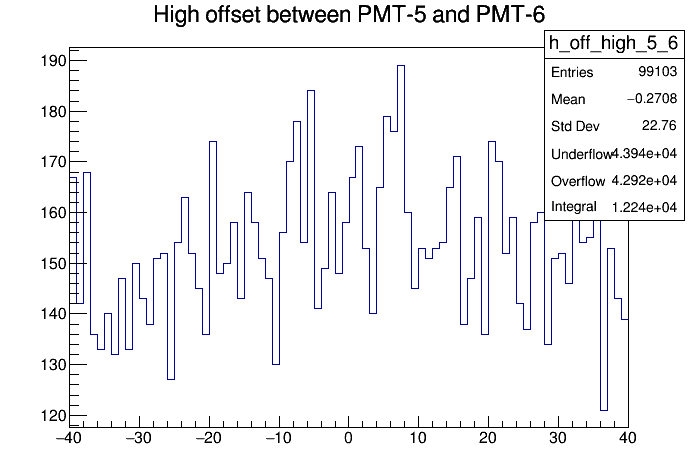 High offset between PMT-5 and PMT-6
h_off_high_5_6
Entries 99103
Mean −0.2708
Std Dev 22.76
Underflow 4.394e+04
Overflow 4.292e+04
Integral 1.224e+04
190
180
170
160
150
140
130
120
−40 −30 −20 −10 0 10 20 30 40